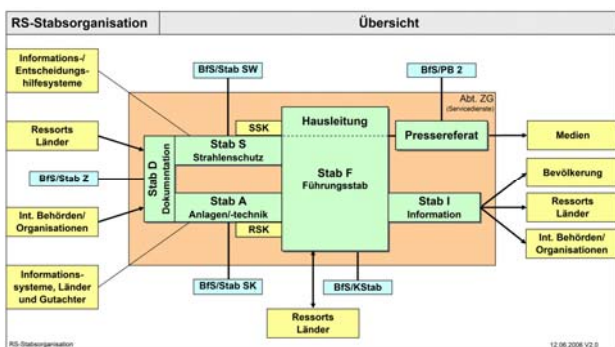 RS-Stabsorganisation
Übersicht
Informations-/
Entscheidungs-
hilfesysteme
BfS/Stab SW
BfS/PB 2
Abt. ZG
(Servicedienste)
Ressorts
Länder
SSK
Hausleitung
Pressereferat
Medien
Stab D
Dokumentation
Stab S
Strahlenschutz
BfS/Stab Z
Stab F
Führungsstab
Bevölkerung
Stab A
Anlagen/-technik
Stab I
Information
Ressorts
Länder
Int. Behörden/
Organisationen
RSK
Int. Behörden/
Organisationen
Informations-
systeme, Länder
und Gutachter
BfS/Stab SK
BfS/KStab
Ressorts
Länder
RS-Stabsorganisation
12.06.2008 V2.0